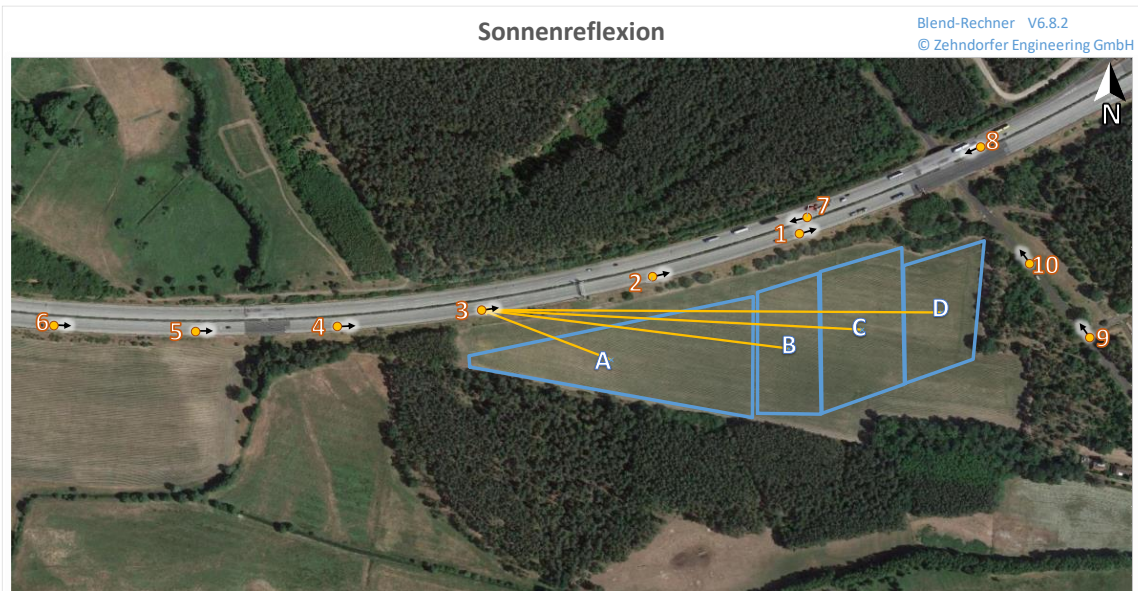 Sonnenreflexion
Blend-Rechner V6.8.2
© Zehndorfer Engineering GmbH
N
8
7
1
10
2
3
D
6
5
4
C
9
B
A